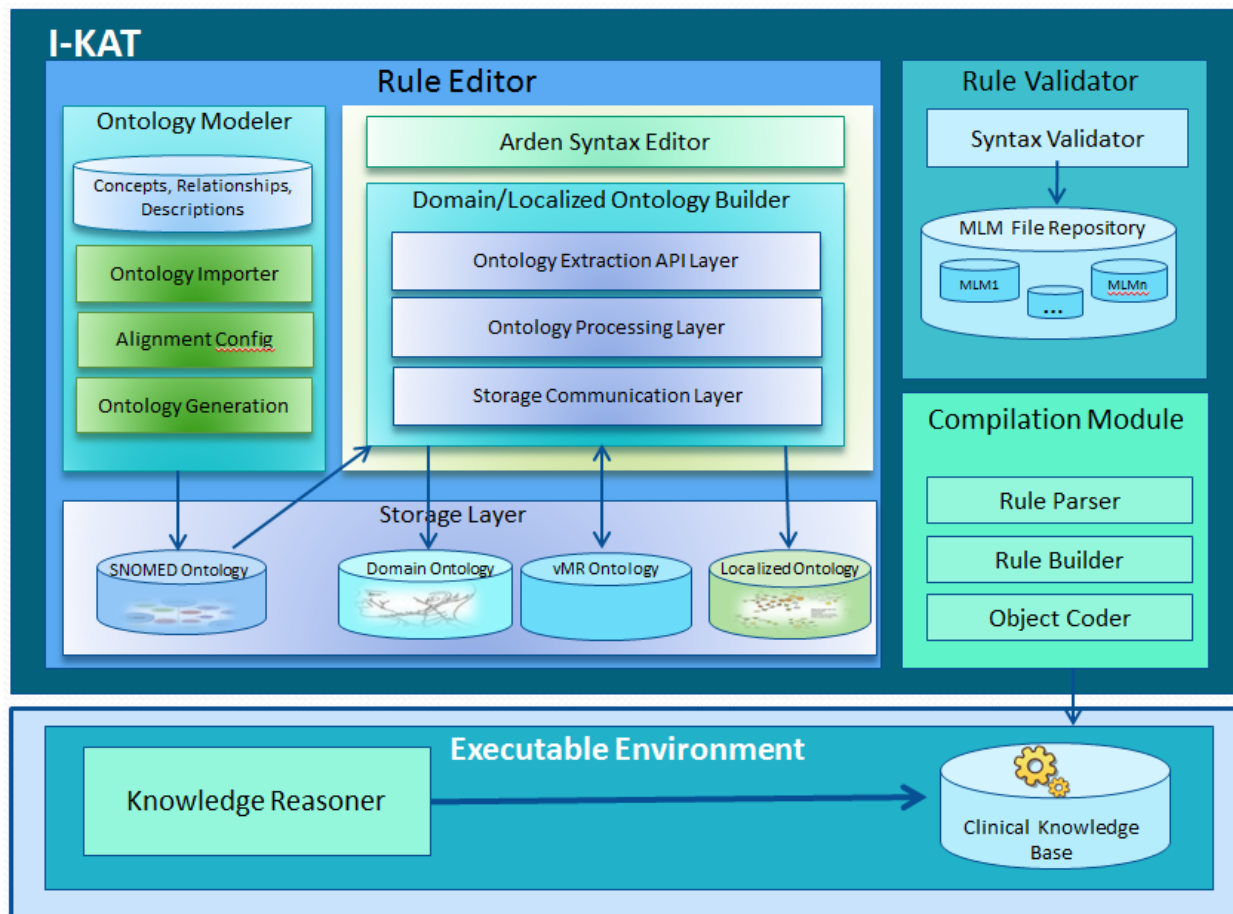 I-KAT
Rule Editor
Ontology Modeler
Concepts, Relationships,
Descriptions
Ontology Importer
Alignment Config
Ontology Generation
Arden Syntax Editor
Domain/Localized Ontology Builder
Ontology Extraction API Layer
Ontology Processing Layer
Storage Communication Layer
Storage Layer
SNOMED Ontology
Domain Ontology
vMR Ontology
Localized Ontology
Rule Validator
Syntax Validator
MLM File Repository
MLM1
...
MLMn
Compilation Module
Rule Parser
Rule Builder
Object Coder
Executable Environment
Knowledge Reasoner
Clinical Knowledge
Base